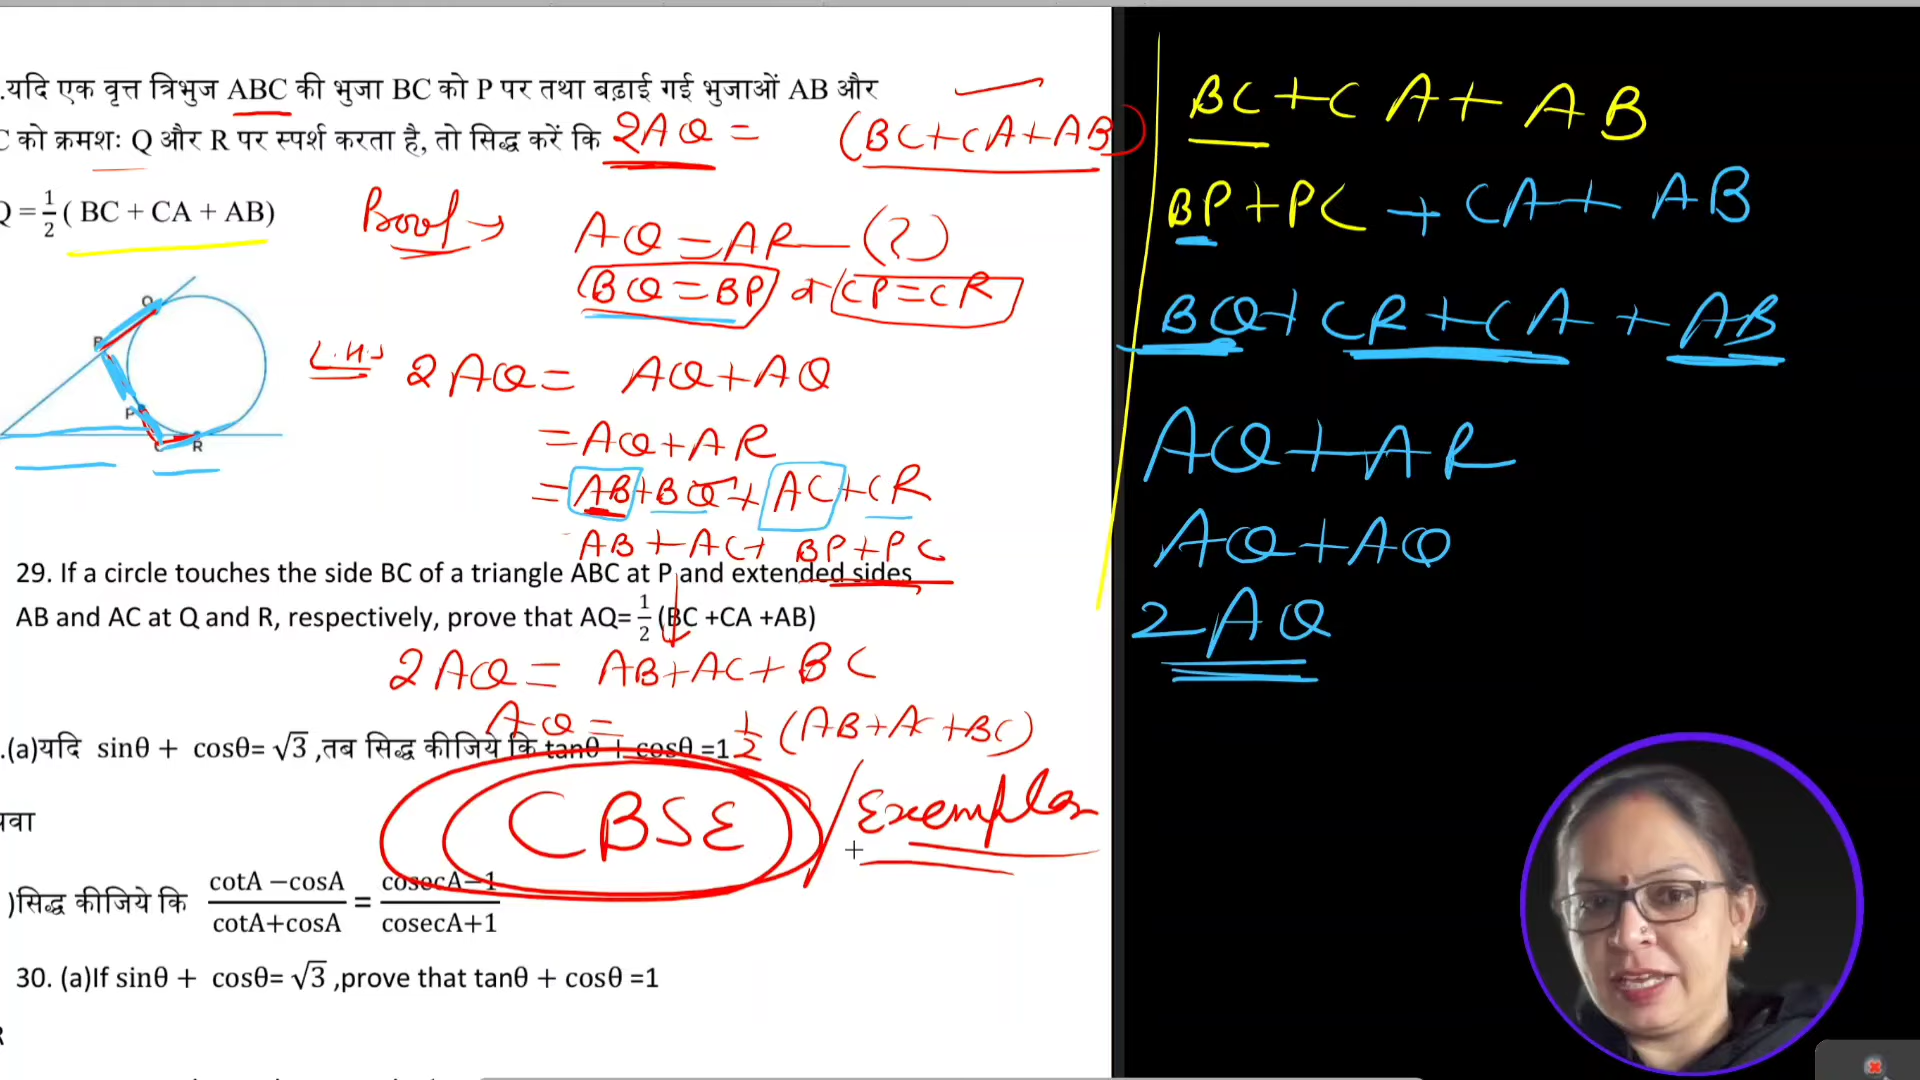 .यदि एक वृत्त त्रिभुज ABC की भुजा BC को P पर तथा बढ़ाई गई भुजाओं AB और
C को क्रमशः Q और R पर स्पर्श करता है, तो सिद्ध करें कि 2AQ = (BC+CA+AB)
Q = 1/2 ( BC + CA + AB)
Proof →
AQ = AR — (?)
BQ = BP & CP = CR
L.H.S 2AQ = AQ+AQ
= AQ+AR
= AB+BQ+AC+CR
AB+AC+ BP+PC
Q
B
P
C R
29. If a circle touches the side BC of a triangle ABC at P and extended sides
AB and AC at Q and R, respectively, prove that AQ= 1/2 (BC +CA +AB)
2AQ = AB+AC+BC
AQ = 1/2 (AB+AC+BC)
.(a)यदि sinθ + cosθ= √3 ,तब सिद्ध कीजिये कि tanθ + cosθ =1
CBSE / Exemplar
थवा
)सिद्ध कीजिये कि (cotA −cosA)/(cotA+cosA) = (cosecA−1)/(cosecA+1)
30. (a)If sinθ + cosθ= √3 ,prove that tanθ + cosθ =1
BC+CA+AB
BP+PC + CA+ AB
BQ+CR+CA+AB
AQ+AR
AQ+AQ
2AQ